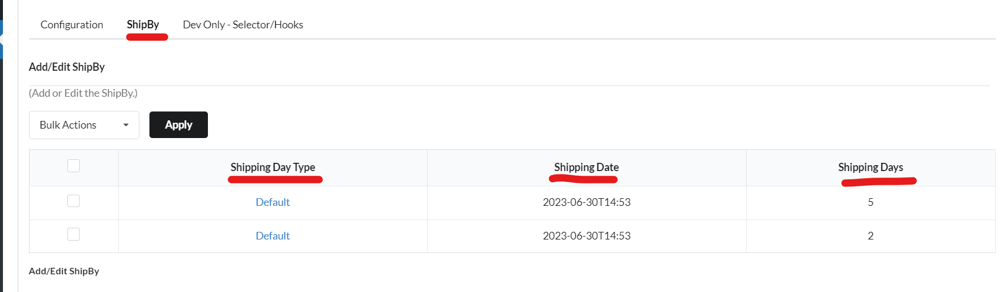 Configuration ShipBy Dev Only - Selector/Hooks
Add/Edit ShipBy
(Add or Edit the ShipBy.)
Bulk Actions Apply
Shipping Day Type Shipping Date Shipping Days
Default 2023-06-30T14:53 5
Default 2023-06-30T14:53 2
Add/Edit ShipBy